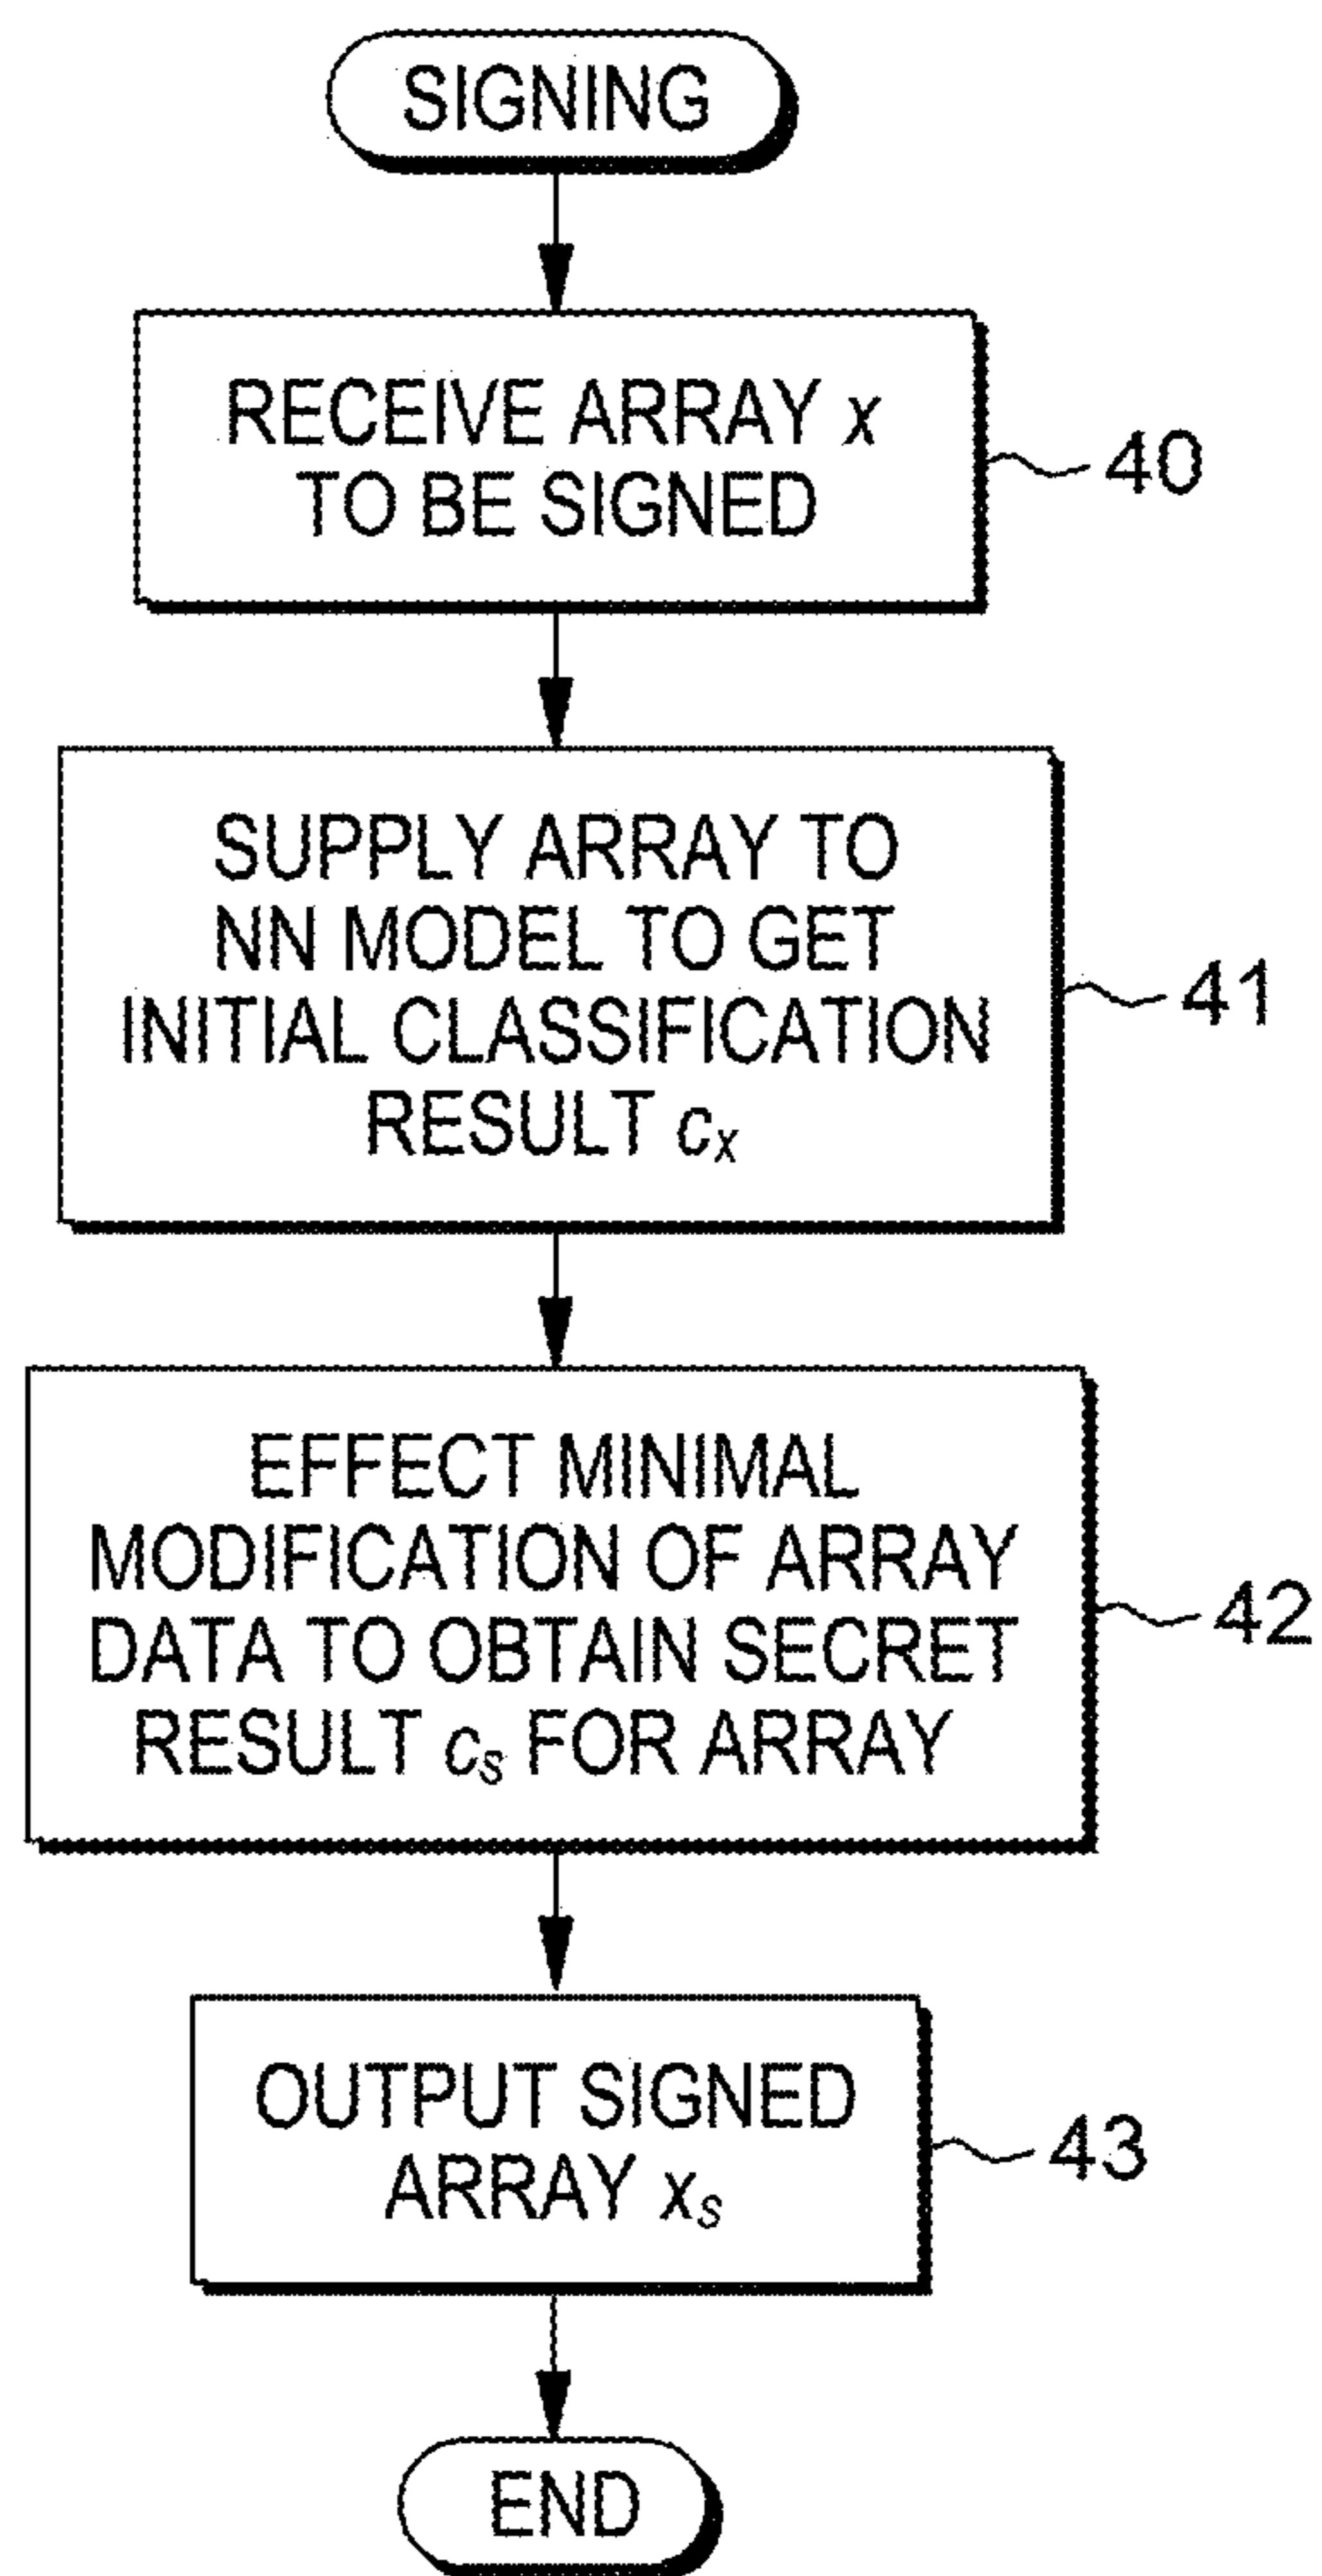 SIGNING
RECEIVE ARRAY x
TO BE SIGNED
40
SUPPLY ARRAY TO
NN MODEL TO GET
INITIAL CLASSIFICATION
RESULT cx
41
EFFECT MINIMAL
MODIFICATION OF ARRAY
DATA TO OBTAIN SECRET
RESULT cs FOR ARRAY
42
OUTPUT SIGNED
ARRAY xs
43
END